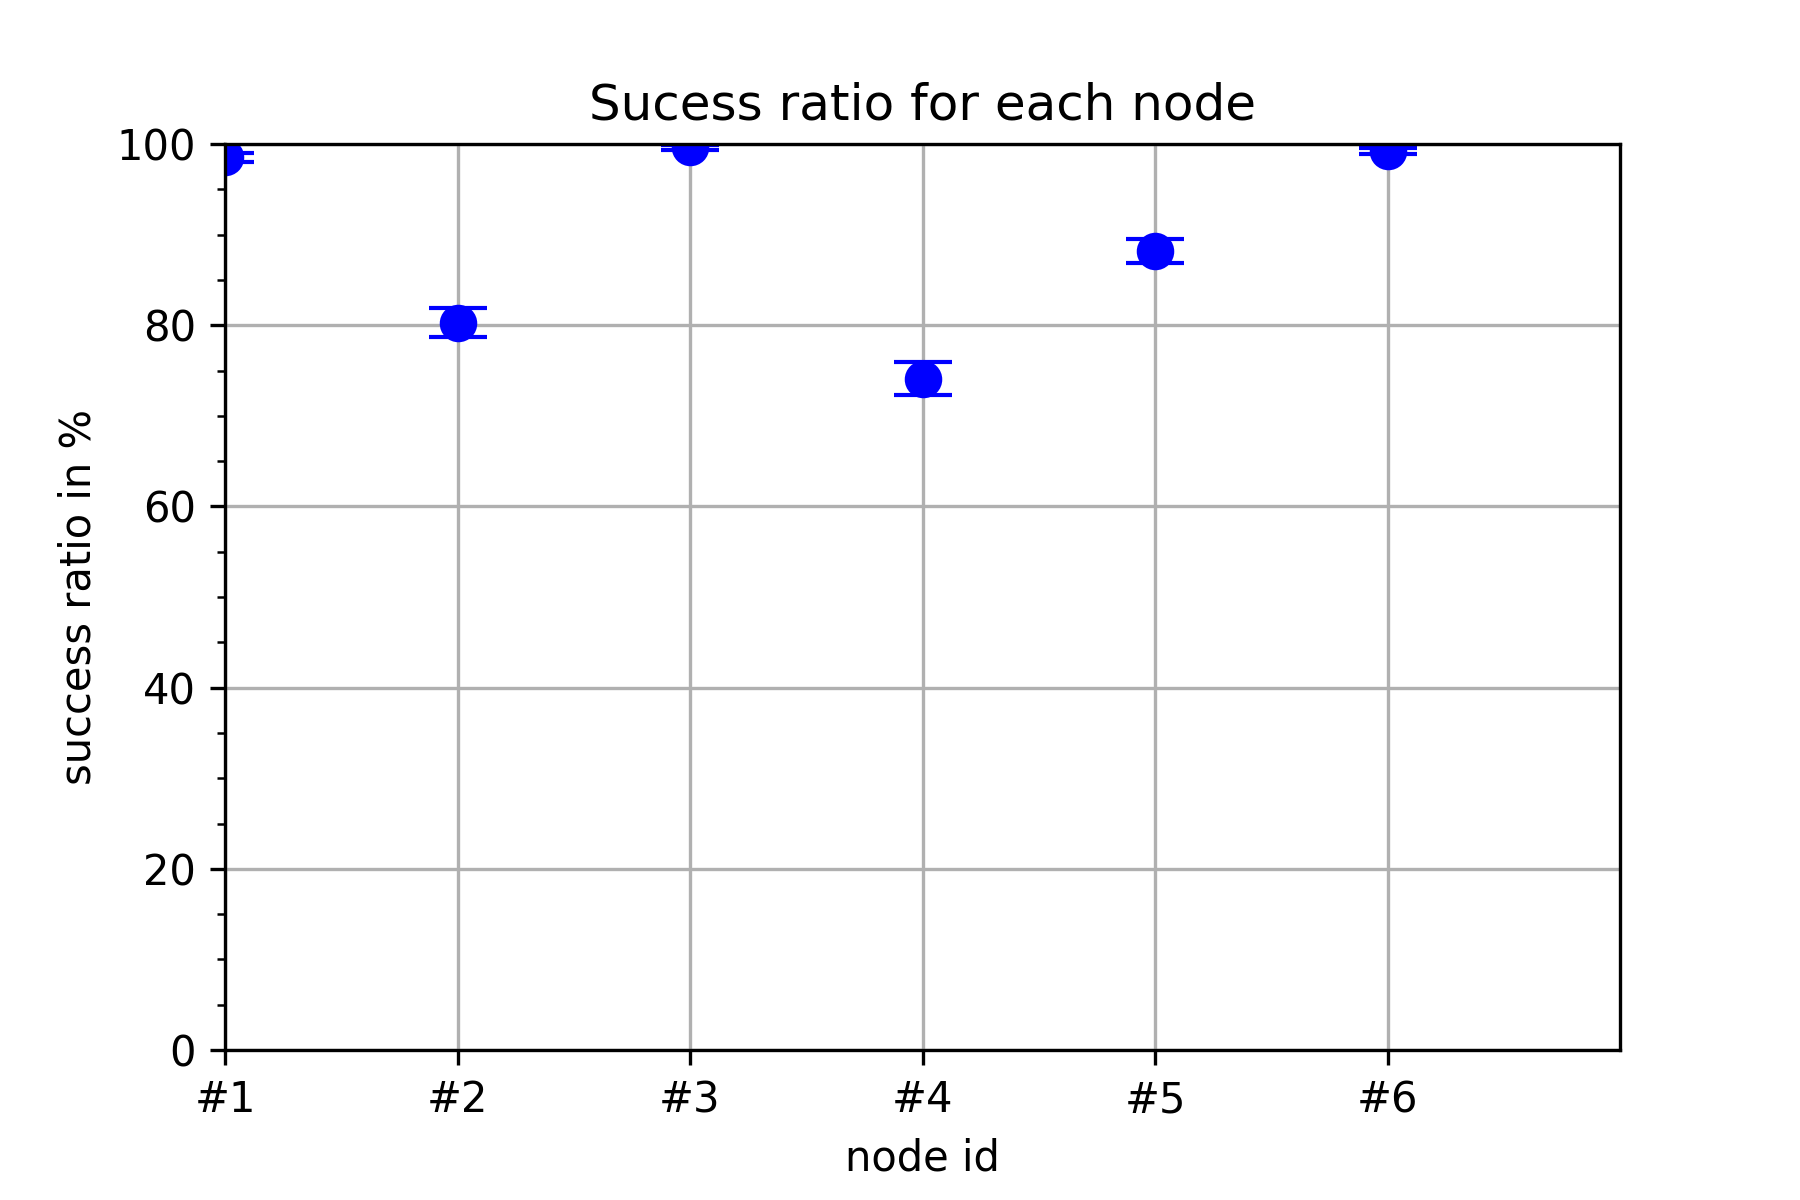 Sucess ratio for each node
100
80
60
40
20
0
success ratio in %
#1 #2 #3 #4 #5 #6
node id